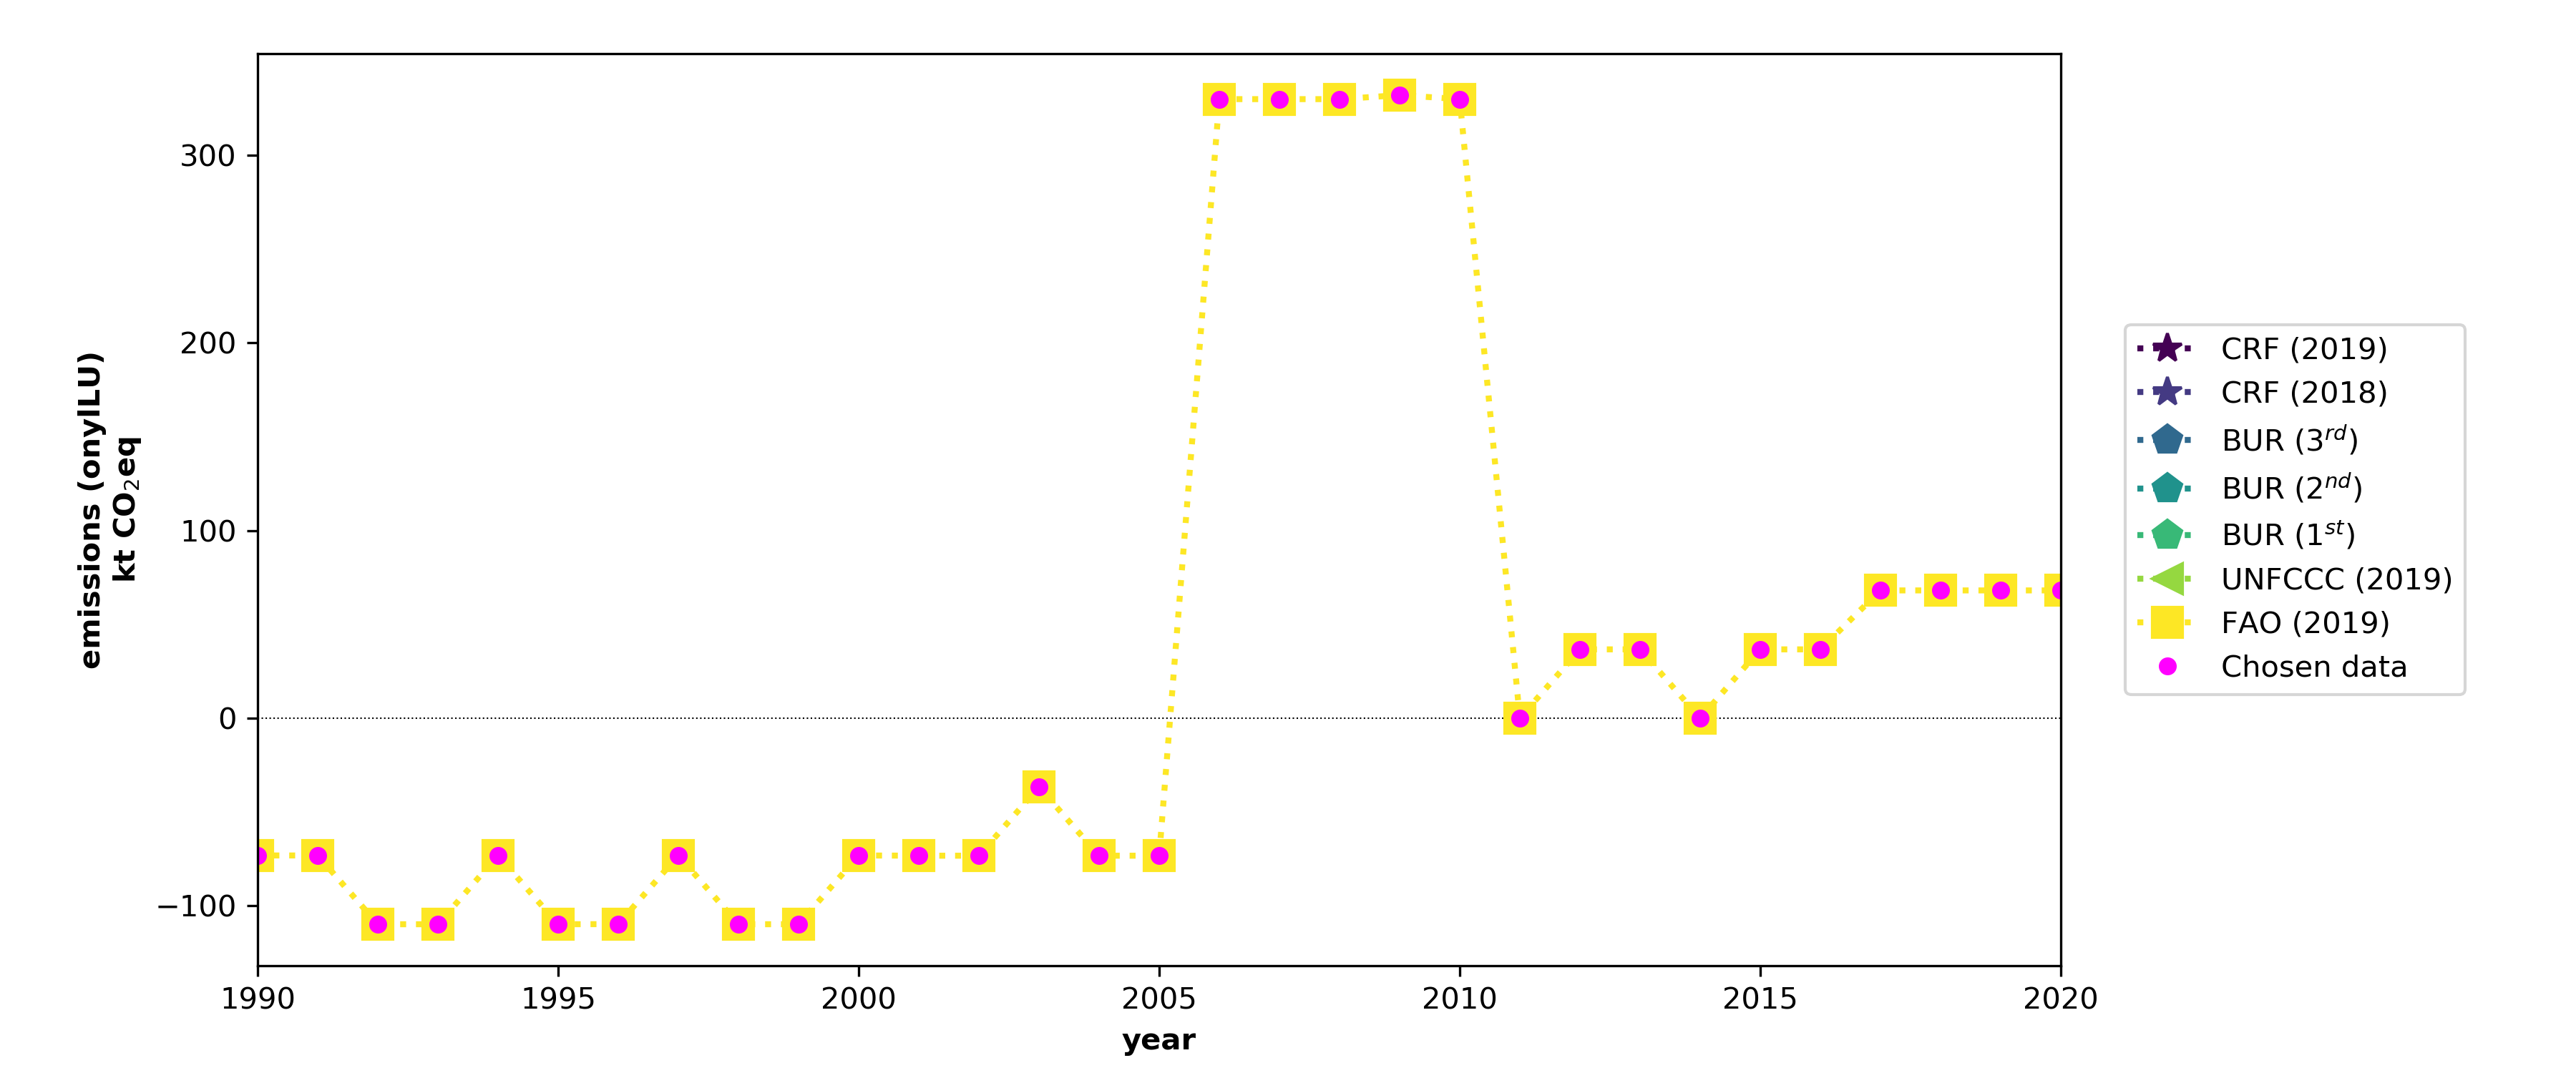 emissions (onylLU)
kt CO₂eq
300
200
100
0
−100
1990 1995 2000 2005 2010 2015 2020
year
CRF (2019)
CRF (2018)
BUR (3ʳᵈ)
BUR (2ⁿᵈ)
BUR (1ˢᵗ)
UNFCCC (2019)
FAO (2019)
Chosen data